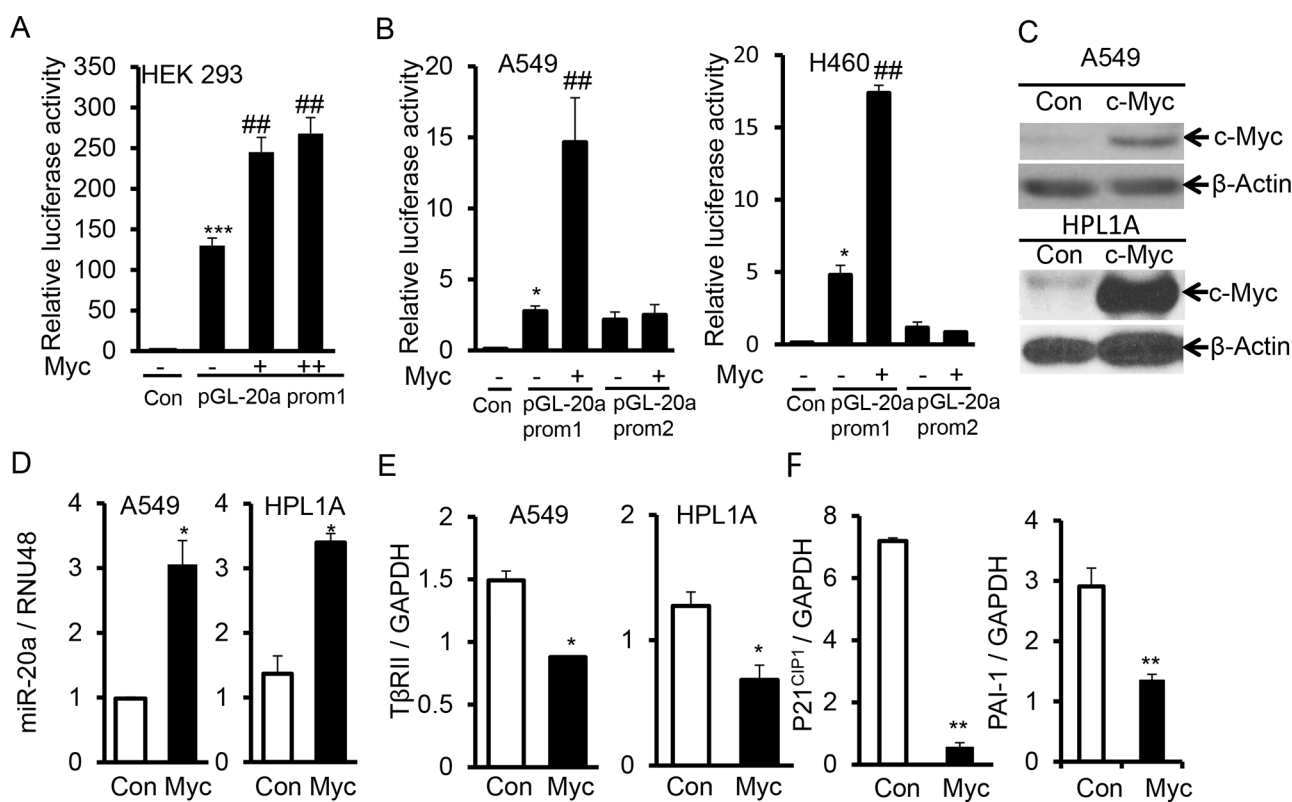 A
HEK 293
Relative luciferase activity
350
300
250
200
150
100
50
0
***
##
##
Myc
- - + ++
Con pGL-20a prom1
B
A549
Relative luciferase activity
20
15
10
5
0
*
##
Myc
- - + - +
Con pGL-20a pGL-20a
prom1 prom2
H460
Relative luciferase activity
20
15
10
5
0
*
##
- - + - +
Con pGL-20a pGL-20a
prom1 prom2
C
A549
Con c-Myc
c-Myc
β-Actin
HPL1A
Con c-Myc
c-Myc
β-Actin
D
miR-20a / RNU48
A549
4
3
2
1
0
*
Con Myc
HPL1A
4
3
2
1
0
*
Con Myc
E
TβRII / GAPDH
A549
2
1.5
1
0.5
0
*
Con Myc
HPL1A
2
1
0
*
Con Myc
F
P21CIP1 / GAPDH
8
6
4
2
0
**
Con Myc
PAI-1 / GAPDH
4
3
2
1
0
**
Con Myc